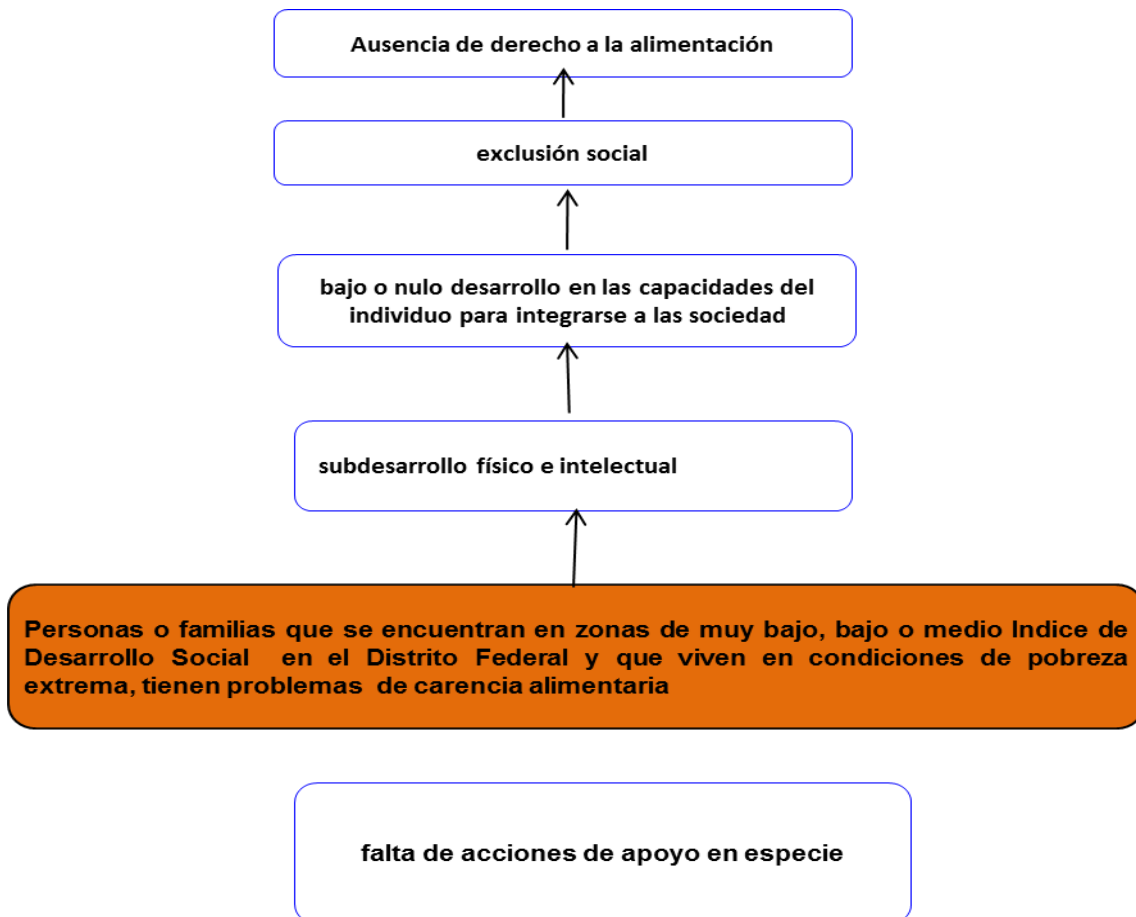 Ausencia de derecho a la alimentación
exclusión social
bajo o nulo desarrollo en las capacidades del
individuo para integrarse a las sociedad
subdesarrollo físico e intelectual
Personas o familias que se encuentran en zonas de muy bajo, bajo o medio Indice de
Desarrollo Social en el Distrito Federal y que viven en condiciones de pobreza
extrema, tienen problemas de carencia alimentaria
falta de acciones de apoyo en especie